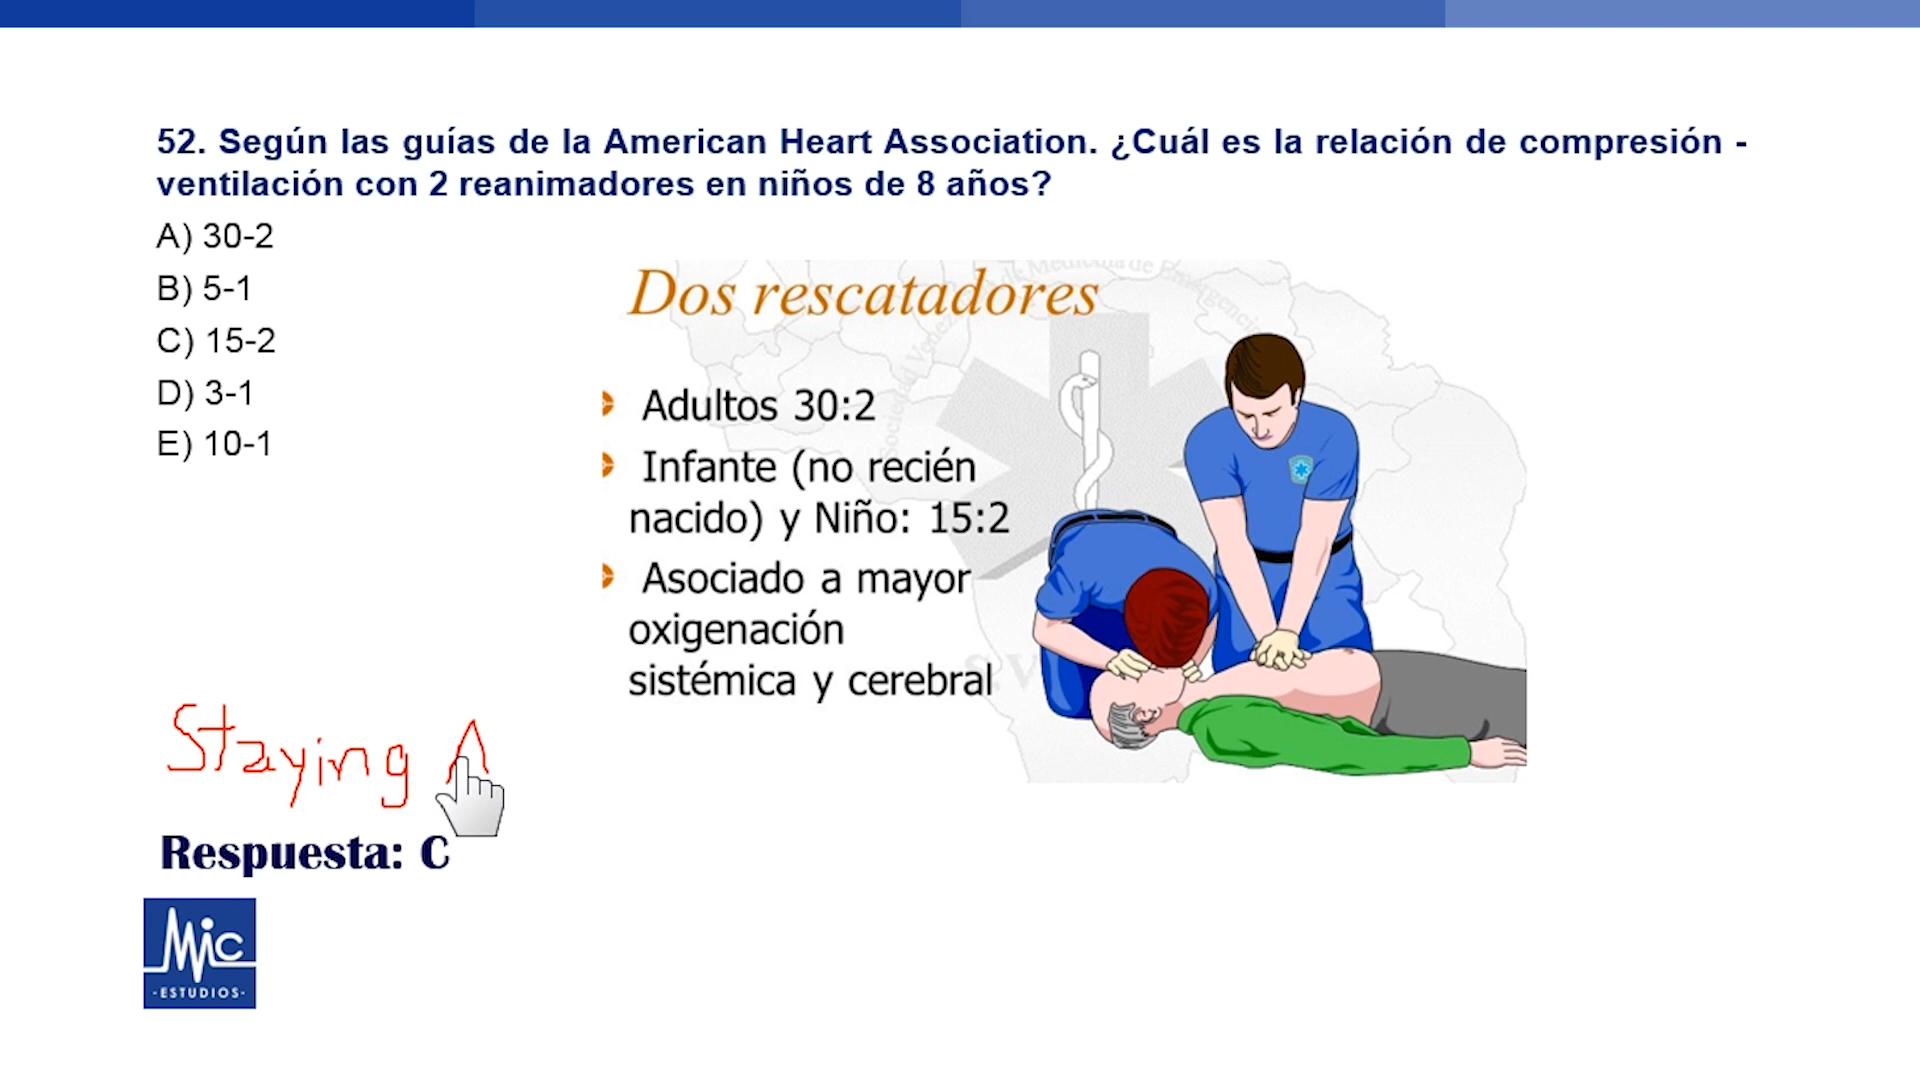 52. Según las guías de la American Heart Association. ¿Cuál es la relación de compresión -
ventilación con 2 reanimadores en niños de 8 años?
A) 30-2
B) 5-1
C) 15-2
D) 3-1
E) 10-1
Dos rescatadores
Adultos 30:2
Infante (no recién
nacido) y Niño: 15:2
Asociado a mayor
oxigenación
sistémica y cerebral
Staying A
Respuesta: C
Mic
·ESTUDIOS·